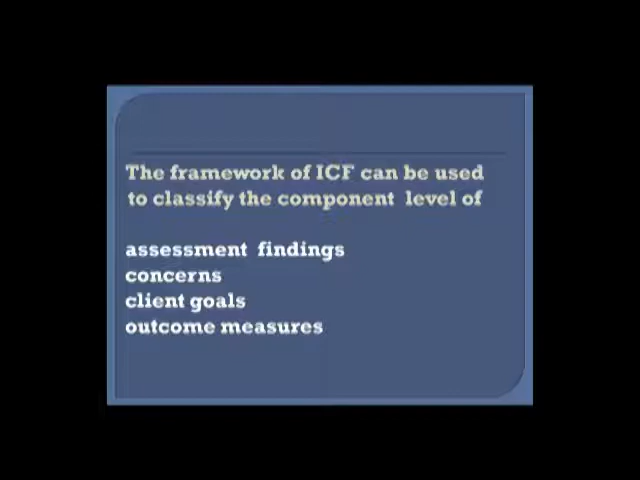 The framework of ICF can be used
to classify the component level of
assessment findings
concerns
client goals
outcome measures